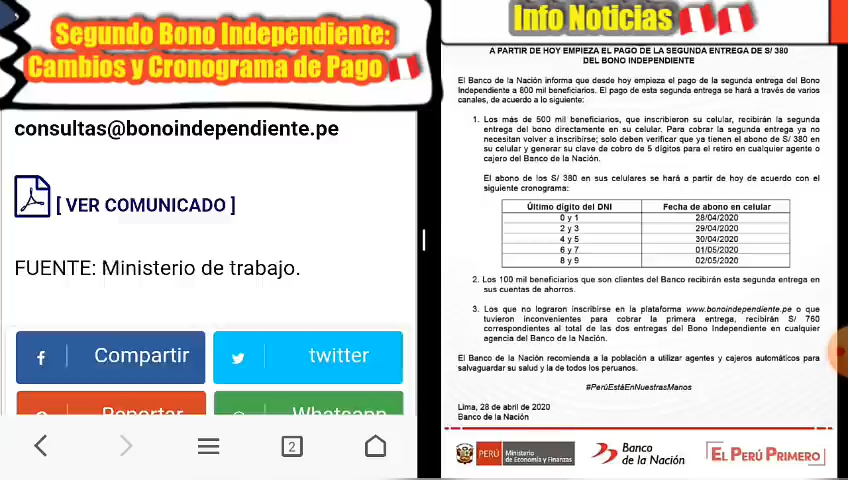 Segundo Bono Independiente:
Cambios y Cronograma de Pago
consultas@bonoindependiente.pe
[ VER COMUNICADO ]
FUENTE: Ministerio de trabajo.
Compartir
twitter
Reportar
Whatsapp
2
Info Noticias
A PARTIR DE HOY EMPIEZA EL PAGO DE LA SEGUNDA ENTREGA DE S/ 380
DEL BONO INDEPENDIENTE
El Banco de la Nación informa que desde hoy empieza el pago de la segunda entrega del Bono
Independiente a 800 mil beneficiarios. El pago de esta segunda entrega se hará a través de varios
canales, de acuerdo a lo siguiente:
1. Los más de 500 mil beneficiarios, que inscribieron su celular, recibirán la segunda
entrega del bono directamente en su celular. Para cobrar la segunda entrega ya no
necesitan volver a inscribirse; solo deben verificar que ya tienen el abono de S/ 380 en
su celular y generar su clave de cobro de 5 dígitos para el retiro en cualquier agente o
cajero del Banco de la Nación.
El abono de los S/ 380 en sus celulares se hará a partir de hoy de acuerdo con el
siguiente cronograma:
Último dígito del DNI Fecha de abono en celular
0 y 1 28/04/2020
2 y 3 29/04/2020
4 y 5 30/04/2020
6 y 7 01/05/2020
8 y 9 02/05/2020
2. Los 100 mil beneficiarios que son clientes del Banco recibirán esta segunda entrega en
sus cuentas de ahorros.
3. Los que no lograron inscribirse en la plataforma www.bonoindependiente.pe o que
tuvieron inconvenientes para cobrar la primera entrega, recibirán S/ 760
correspondientes al total de las dos entregas del Bono Independiente en cualquier
agencia del Banco de la Nación.
El Banco de la Nación recomienda a la población a utilizar agentes y cajeros automáticos para
salvaguardar su salud y la de todos los peruanos.
#PerúEstáEnNuestrasManos
Lima, 28 de abril de 2020
Banco de la Nación
PERÚ
Ministerio
de Economía y Finanzas
Banco
de la Nación
EL PERÚ PRIMERO